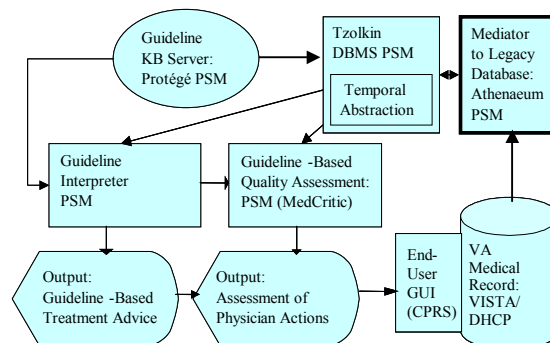 Guideline
KB Server:
Protégé PSM
Tzolkin
DBMS PSM
Temporal
Abstraction
Mediator
to Legacy
Database:
Athenaeum
PSM
Guideline
Interpreter
PSM
Guideline -Based
Quality Assessment:
PSM (MedCritic)
Output:
Guideline -Based
Treatment Advice
Output:
Assessment of
Physician Actions
End-
User
GUI
(CPRS)
VA
Medical
Record:
VISTA/
DHCP